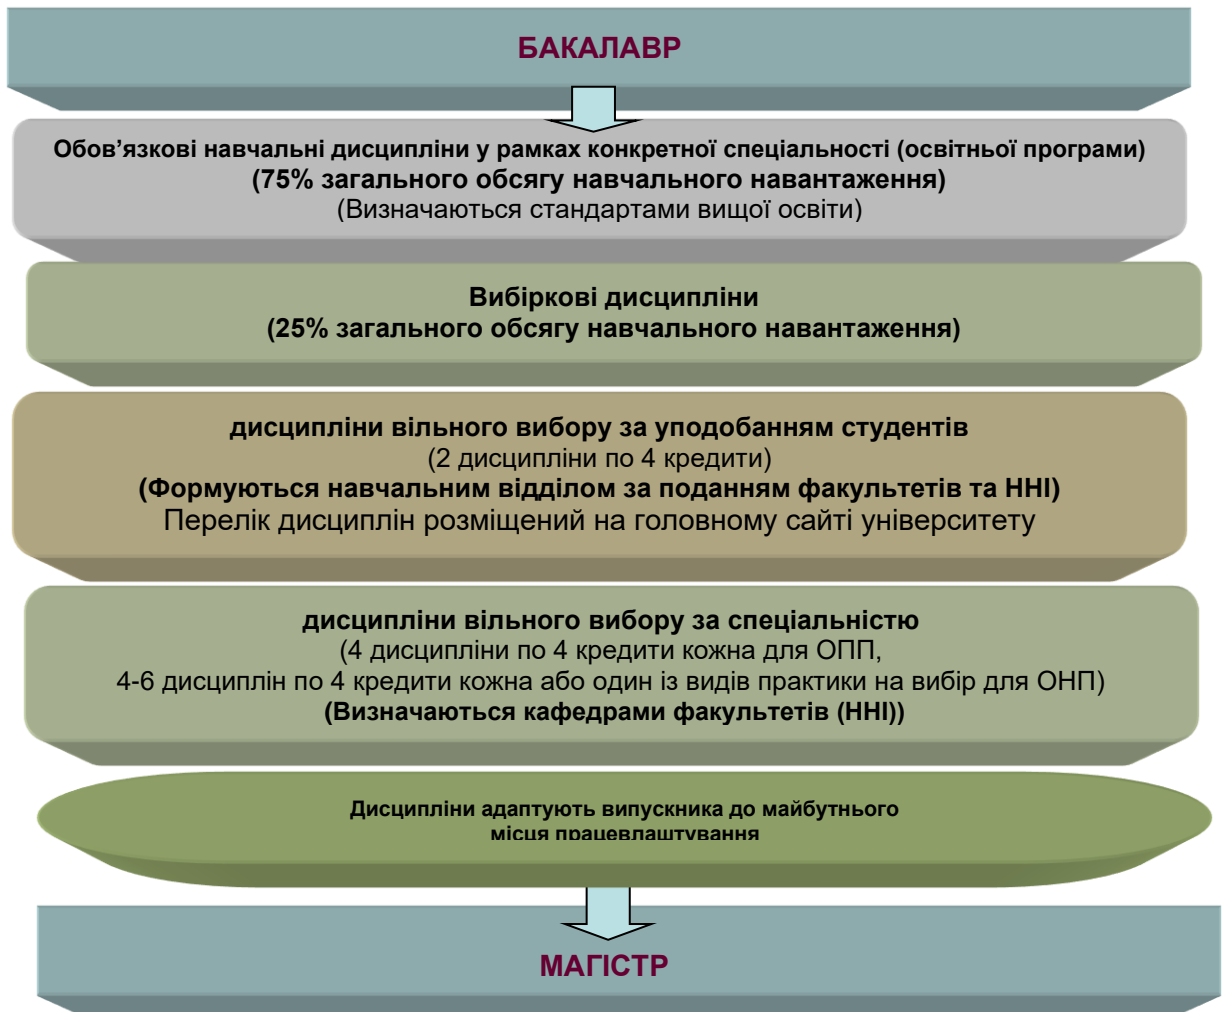 БАКАЛАВР
Обов’язкові навчальні дисципліни у рамках конкретної спеціальності (освітньої програми)
(75% загального обсягу навчального навантаження)
(Визначаються стандартами вищої освіти)
Вибіркові дисципліни
(25% загального обсягу навчального навантаження)
дисципліни вільного вибору за уподобанням студентів
(2 дисципліни по 4 кредити)
(Формуються навчальним відділом за поданням факультетів та ННІ)
Перелік дисциплін розміщений на головному сайті університету
дисципліни вільного вибору за спеціальністю
(4 дисципліни по 4 кредити кожна для ОПП,
4-6 дисциплін по 4 кредити кожна або один із видів практики на вибір для ОНП)
(Визначаються кафедрами факультетів (ННІ))
Дисципліни адаптують випускника до майбутнього
місця працевлаштування
МАГІСТР